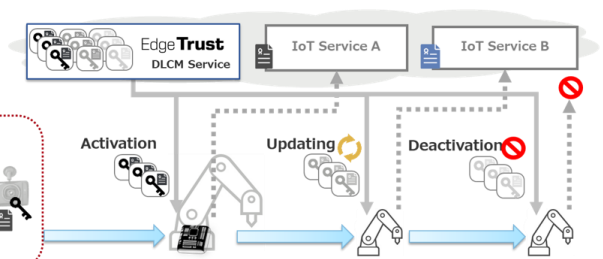 EdgeTrust
DLCM Service
IoT Service A
IoT Service B
Activation
Updating
Deactivation